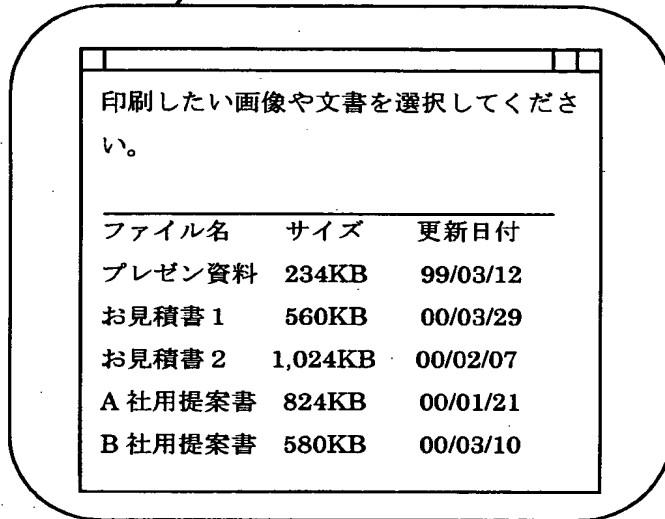 印刷したい画像や文書を選択してくださ
い。
ファイル名 サイズ 更新日付
プレゼン資料 234KB 99/03/12
お見積書1 560KB 00/03/29
お見積書2 1,024KB 00/02/07
A社用提案書 824KB 00/01/21
B社用提案書 580KB 00/03/10